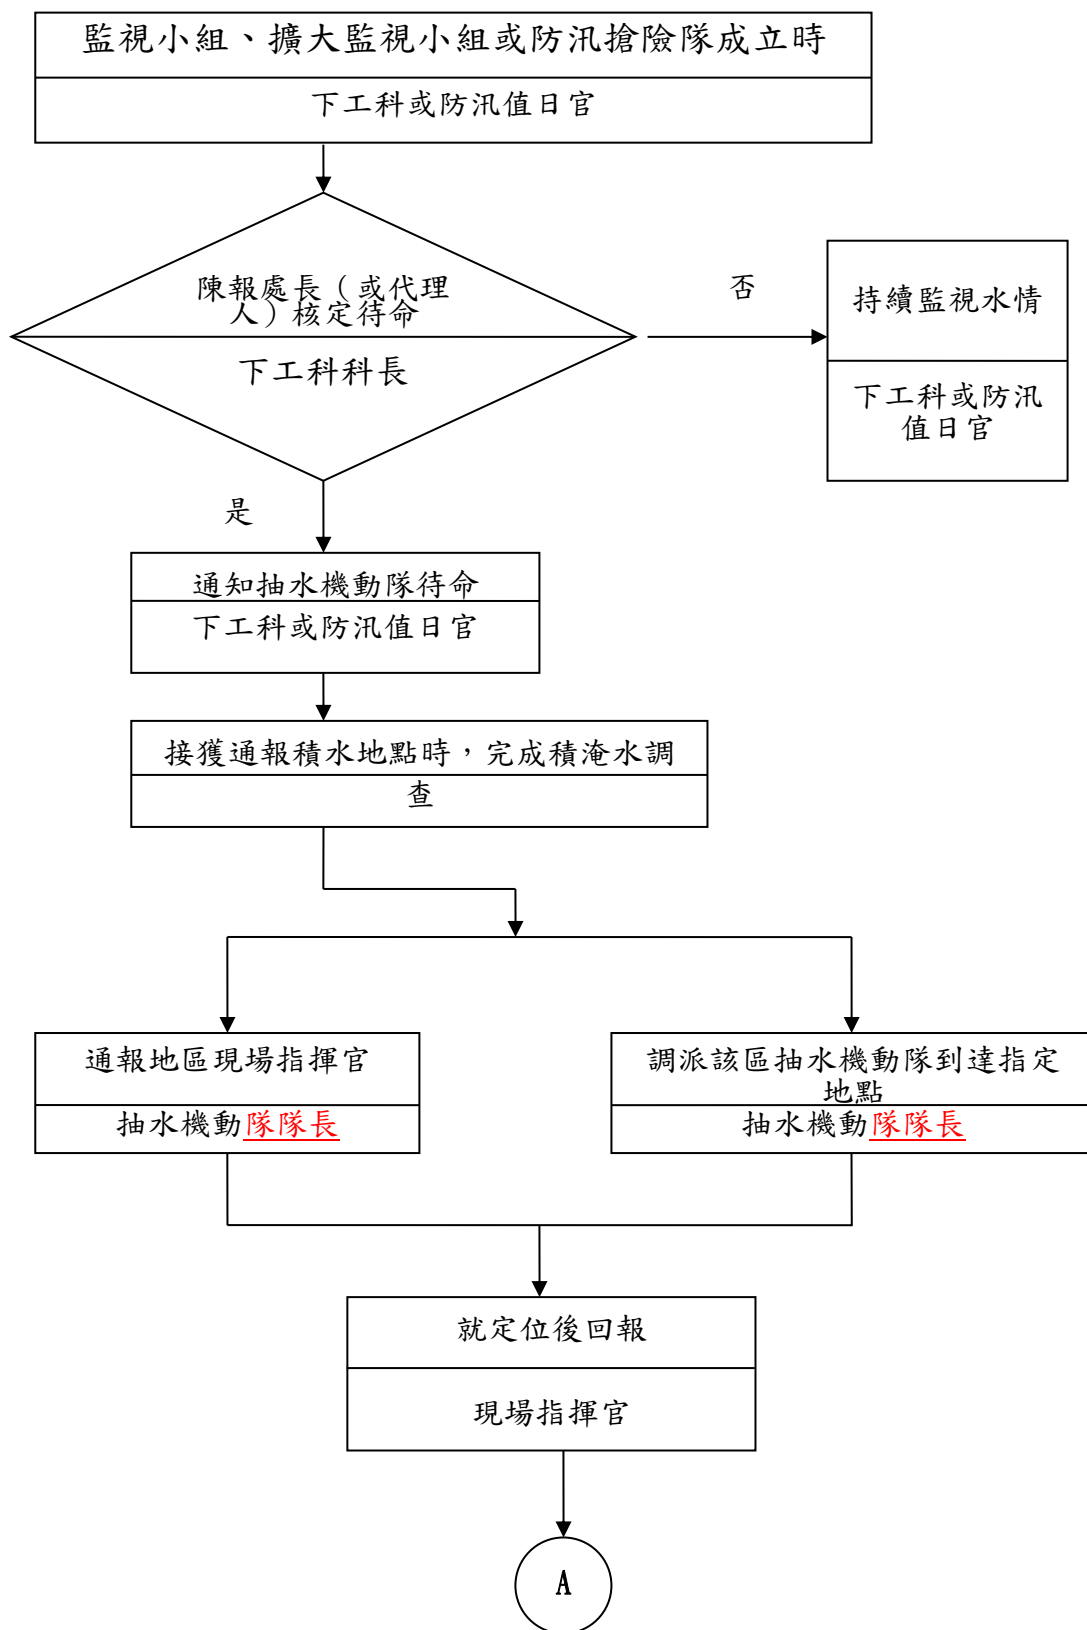 監視小組、擴大監視小組或防汛搶險隊成立時
下工科或防汛值日官
陳報處長（或代理
人）核定待命
下工科科長
否
持續監視水情
下工科或防汛
值日官
是
通知抽水機動隊待命
下工科或防汛值日官
接獲通報積水地點時，完成積淹水調
查
通報地區現場指揮官
抽水機動隊隊長
調派該區抽水機動隊到達指定
地點
抽水機動隊隊長
就定位後回報
現場指揮官
A